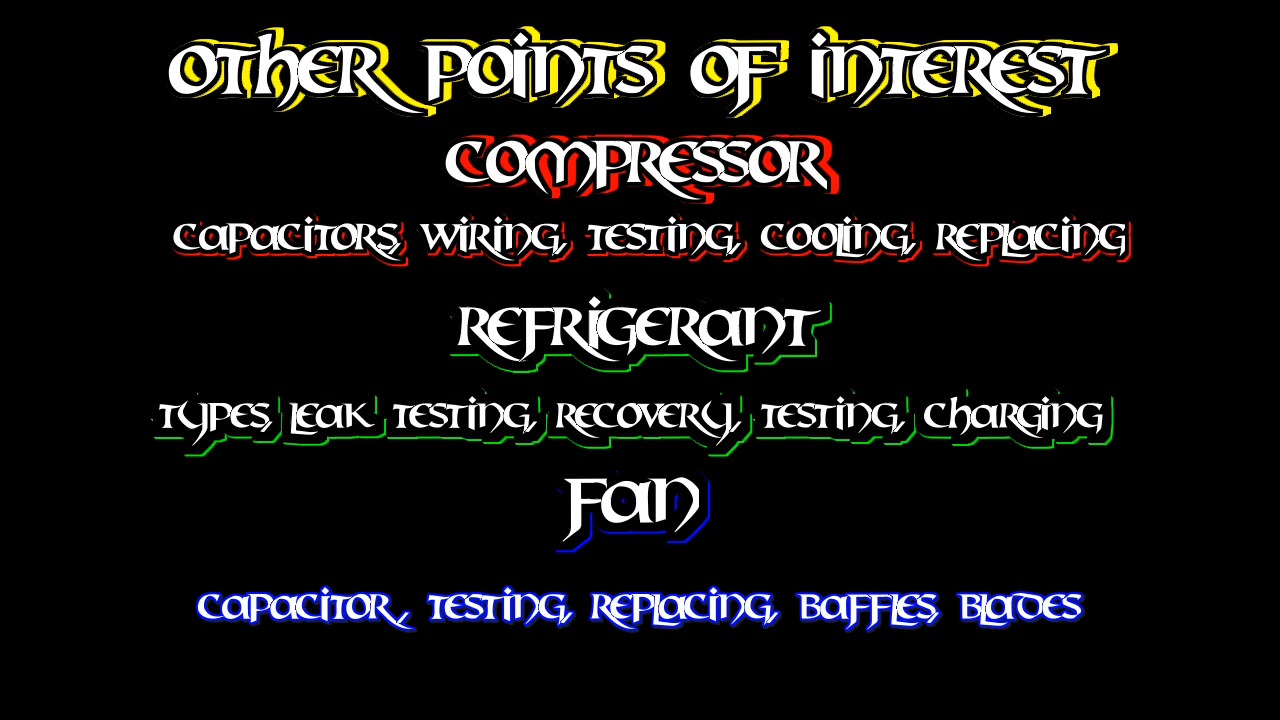 Other Points of Interest
Compressor
Capacitors, Wiring, Testing, Cooling, Replacing
Refrigerant
Types, Leak Testing, Recovery, Testing, Charging
Fan
Capacitor, Testing, Replacing, Baffles, Blades